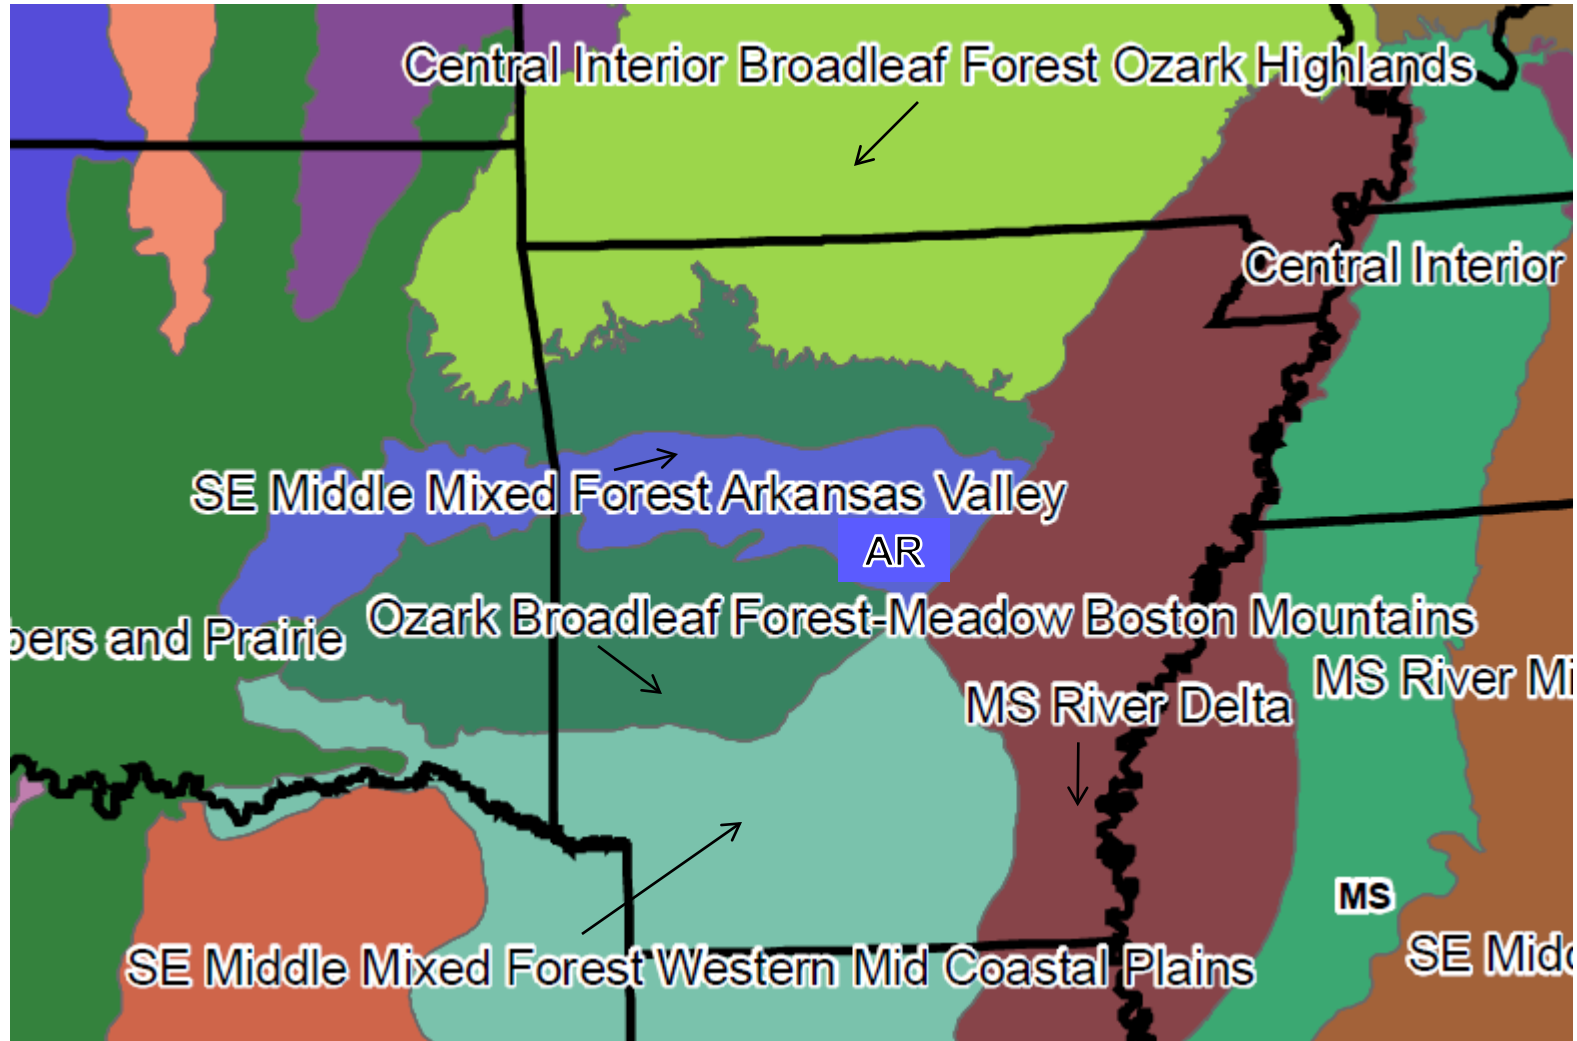 Central Interior Broadleaf Forest Ozark Highlands
Central Interior
SE Middle Mixed Forest Arkansas Valley
AR
Ozark Broadleaf Forest-Meadow Boston Mountains
bers and Prairie
MS River Mi
MS River Delta
MS
SE Midd
SE Middle Mixed Forest Western Mid Coastal Plains